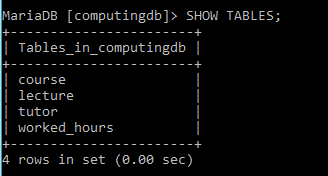 MariaDB [computingdb]> SHOW TABLES;
+------------------------+
| Tables_in_computingdb |
+------------------------+
| course |
| lecture |
| tutor |
| worked_hours |
+------------------------+
4 rows in set (0.00 sec)